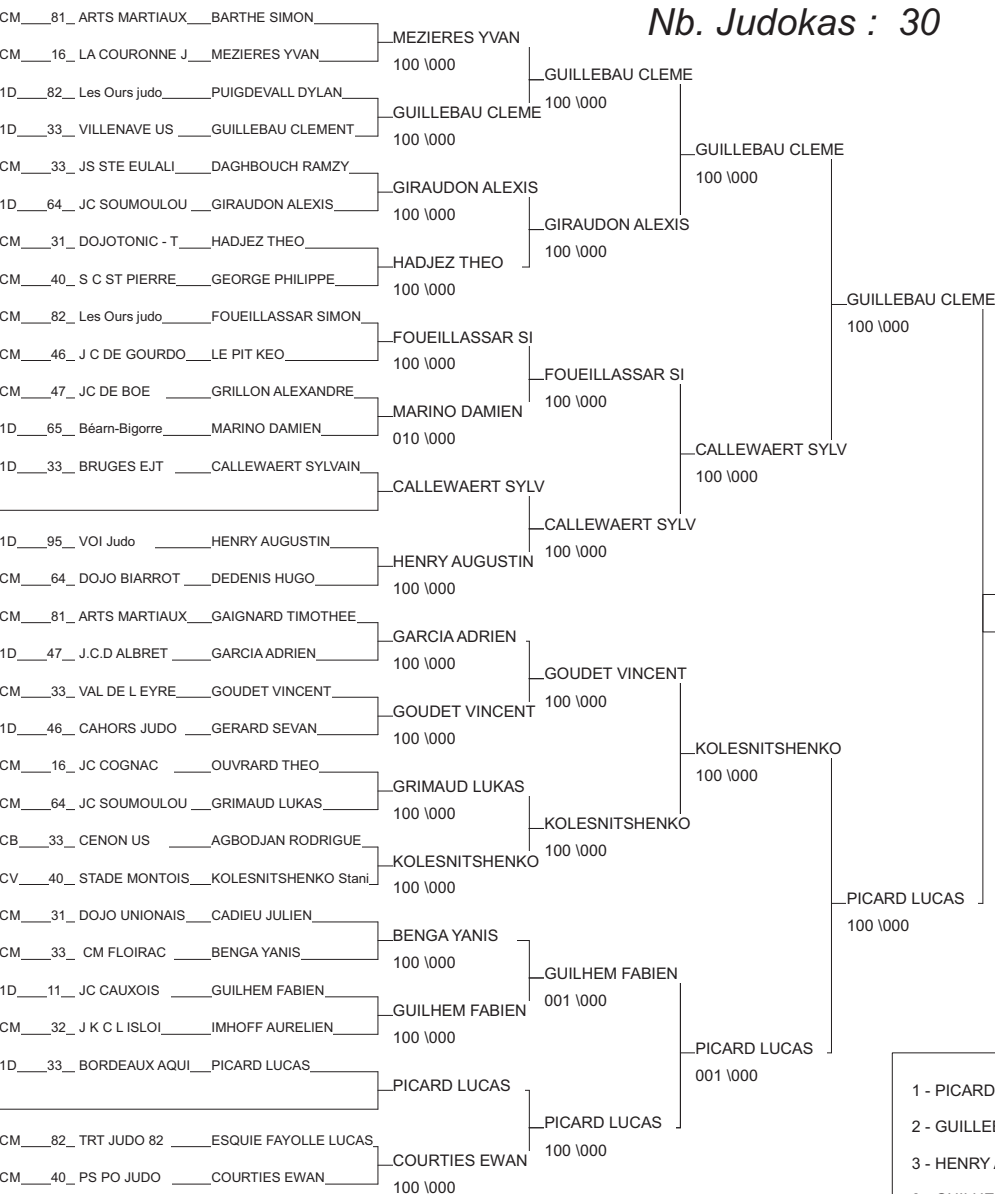 Nb. Judokas : 30
CM 81 ARTS MARTIAUX BARTHE SIMON
CM 16 LA COURONNE J MEZIERES YVAN
1D 82 Les Ours judo PUIGDEVALL DYLAN
1D 33 VILLENAVE US GUILLEBAU CLEMENT
CM 33 JS STE EULALI DAGHBOUCH RAMZY
1D 64 JC SOUMOULOU GIRAUDON ALEXIS
CM 31 DOJOTONIC - T HADJEZ THEO
CM 40 S C ST PIERRE GEORGE PHILIPPE
CM 82 Les Ours judo FOUEILLASSAR SIMON
CM 46 J C DE GOURDO LE PIT KEO
CM 47 JC DE BOE GRILLON ALEXANDRE
1D 65 Béarn-Bigorre MARINO DAMIEN
1D 33 BRUGES EJT CALLEWAERT SYLVAIN
1D 95 VOI Judo HENRY AUGUSTIN
CM 64 DOJO BIARROT DEDENIS HUGO
CM 81 ARTS MARTIAUX GAIGNARD TIMOTHEE
1D 47 J.C.D ALBRET GARCIA ADRIEN
CM 33 VAL DE L EYRE GOUDET VINCENT
1D 46 CAHORS JUDO GERARD SEVAN
CM 16 JC COGNAC OUVRARD THEO
CM 64 JC SOUMOULOU GRIMAUD LUKAS
CB 33 CENON US AGBODJAN RODRIGUE
CV 40 STADE MONTOIS KOLESNITSHENKO Stani
CM 31 DOJO UNIONAIS CADIEU JULIEN
CM 33 CM FLOIRAC BENGA YANIS
1D 11 JC CAUXOIS GUILHEM FABIEN
CM 32 J K C L ISLOI IMHOFF AURELIEN
1D 33 BORDEAUX AQUI PICARD LUCAS
CM 82 TRT JUDO 82 ESQUIE FAYOLLE LUCAS
CM 40 PS PO JUDO COURTIES EWAN
MEZIERES YVAN
100 \000
GUILLEBAU CLEME
100 \000
GIRAUDON ALEXIS
100 \000
HADJEZ THEO
100 \000
FOUEILLASSAR SI
100 \000
MARINO DAMIEN
010 \000
CALLEWAERT SYLV
HENRY AUGUSTIN
100 \000
GARCIA ADRIEN
100 \000
GOUDET VINCENT
100 \000
GRIMAUD LUKAS
100 \000
KOLESNITSHENKO
100 \000
BENGA YANIS
100 \000
GUILHEM FABIEN
100 \000
PICARD LUCAS
COURTIES EWAN
100 \000
GUILLEBAU CLEME
100 \000
GIRAUDON ALEXIS
100 \000
FOUEILLASSAR SI
100 \000
CALLEWAERT SYLV
100 \000
GOUDET VINCENT
100 \000
KOLESNITSHENKO
100 \000
GUILHEM FABIEN
001 \000
PICARD LUCAS
100 \000
GUILLEBAU CLEME
100 \000
CALLEWAERT SYLV
100 \000
KOLESNITSHENKO
100 \000
PICARD LUCAS
001 \000
GUILLEBAU CLEME
100 \000
PICARD LUCAS
100 \000
1 - PICARD
2 - GUILLE
3 - HENRY